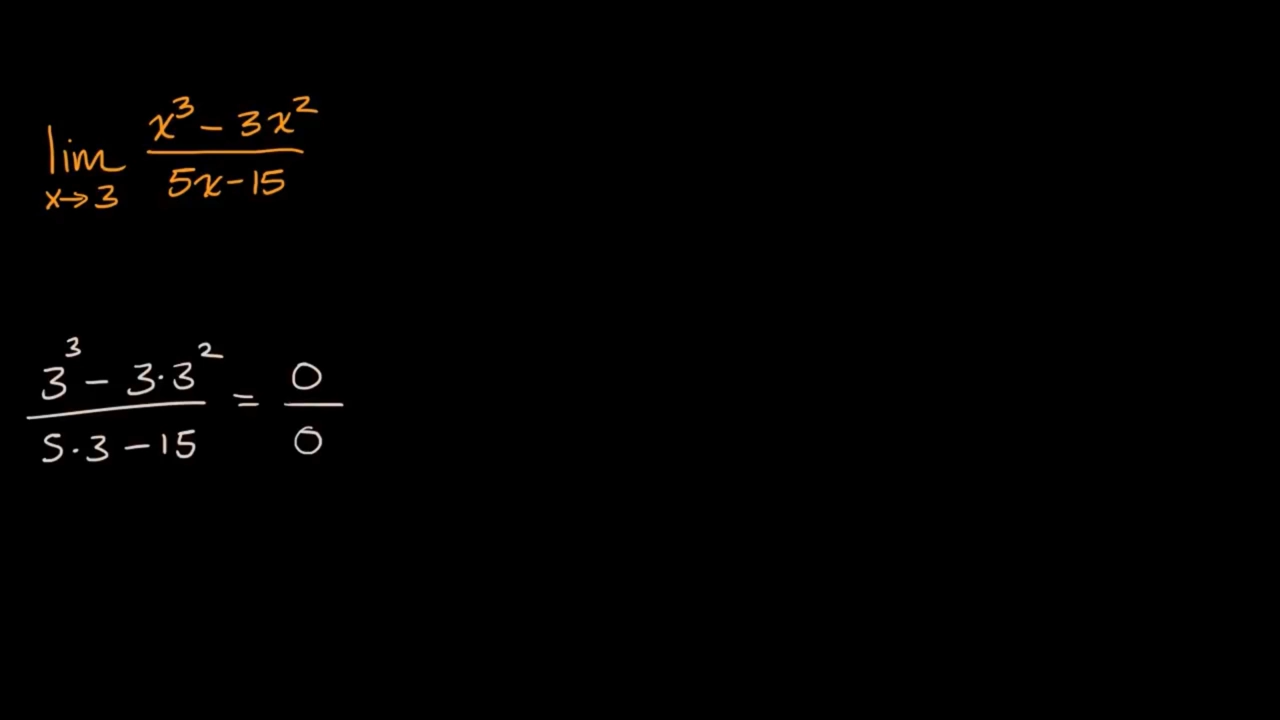 lim x→3 (x³ − 3x²) / (5x − 15)
(3³ − 3·3²) / (5·3 − 15) = 0 / 0